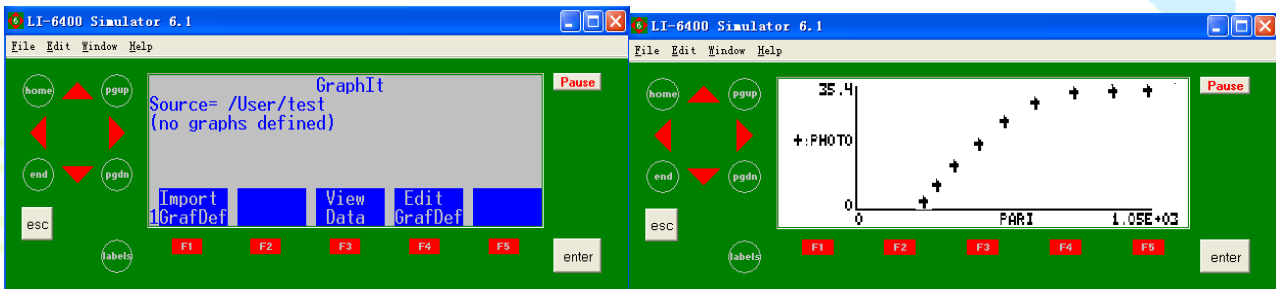 LI-6400 Simulator 6.1
File Edit Window Help
home
pgup
end
pgdn
esc
labels
GraphIt
Source= /User/test
(no graphs defined)
Import View Edit
1GrafDef Data GrafDef
F1 F2 F3 F4 F5
Pause
enter
LI-6400 Simulator 6.1
File Edit Window Help
home
pgup
end
pgdn
esc
labels
35.4
+:PHOTO
0
0 PARI 1.05E+03
F1 F2 F3 F4 F5
Pause
enter